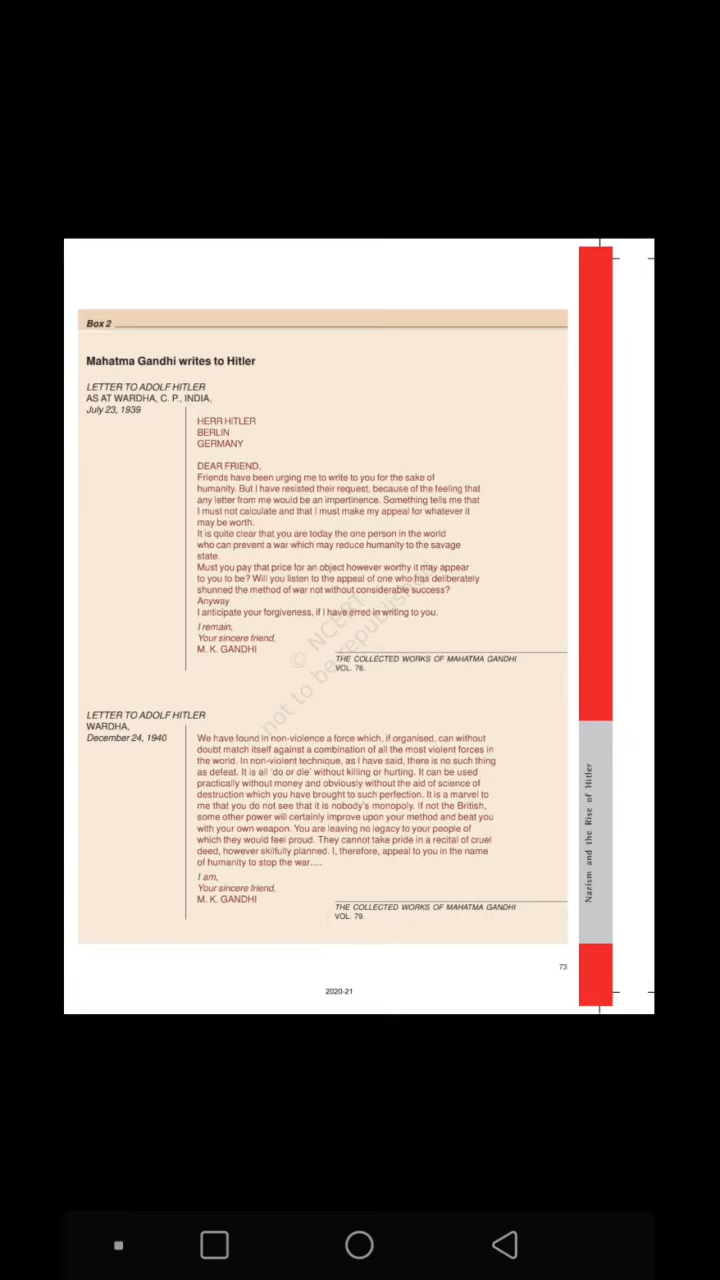 Box 2
Mahatma Gandhi writes to Hitler
LETTER TO ADOLF HITLER
AS AT WARDHA, C. P., INDIA,
July 23, 1939
HERR HITLER
BERLIN
GERMANY
DEAR FRIEND,
Friends have been urging me to write to you for the sake of
humanity. But I have resisted their request, because of the feeling that
any letter from me would be an impertinence. Something tells me that
I must not calculate and that I must make my appeal for whatever it
may be worth.
It is quite clear that you are today the one person in the world
who can prevent a war which may reduce humanity to the savage
state.
Must you pay that price for an object however worthy it may appear
to you to be? Will you listen to the appeal of one who has deliberately
shunned the method of war not without considerable success?
Anyway
I anticipate your forgiveness, if I have erred in writing to you.
I remain,
Your sincere friend,
M. K. GANDHI
THE COLLECTED WORKS OF MAHATMA GANDHI
VOL. 76.
LETTER TO ADOLF HITLER
WARDHA,
December 24, 1940
We have found in non-violence a force which, if organised, can without
doubt match itself against a combination of all the most violent forces in
the world. In non-violent technique, as I have said, there is no such thing
as defeat. It is all ‘do or die’ without killing or hurting. It can be used
practically without money and obviously without the aid of science of
destruction which you have brought to such perfection. It is a marvel to
me that you do not see that it is nobody's monopoly. If not the British,
some other power will certainly improve upon your method and beat you
with your own weapon. You are leaving no legacy to your people of
which they would feel proud. They cannot take pride in a recital of cruel
deed, however skilfully planned. I, therefore, appeal to you in the name
of humanity to stop the war....
I am,
Your sincere friend,
M. K. GANDHI
THE COLLECTED WORKS OF MAHATMA GANDHI
VOL. 79.
© NCERT
not to be republished
Nazism and the Rise of Hitler
73
2020-21